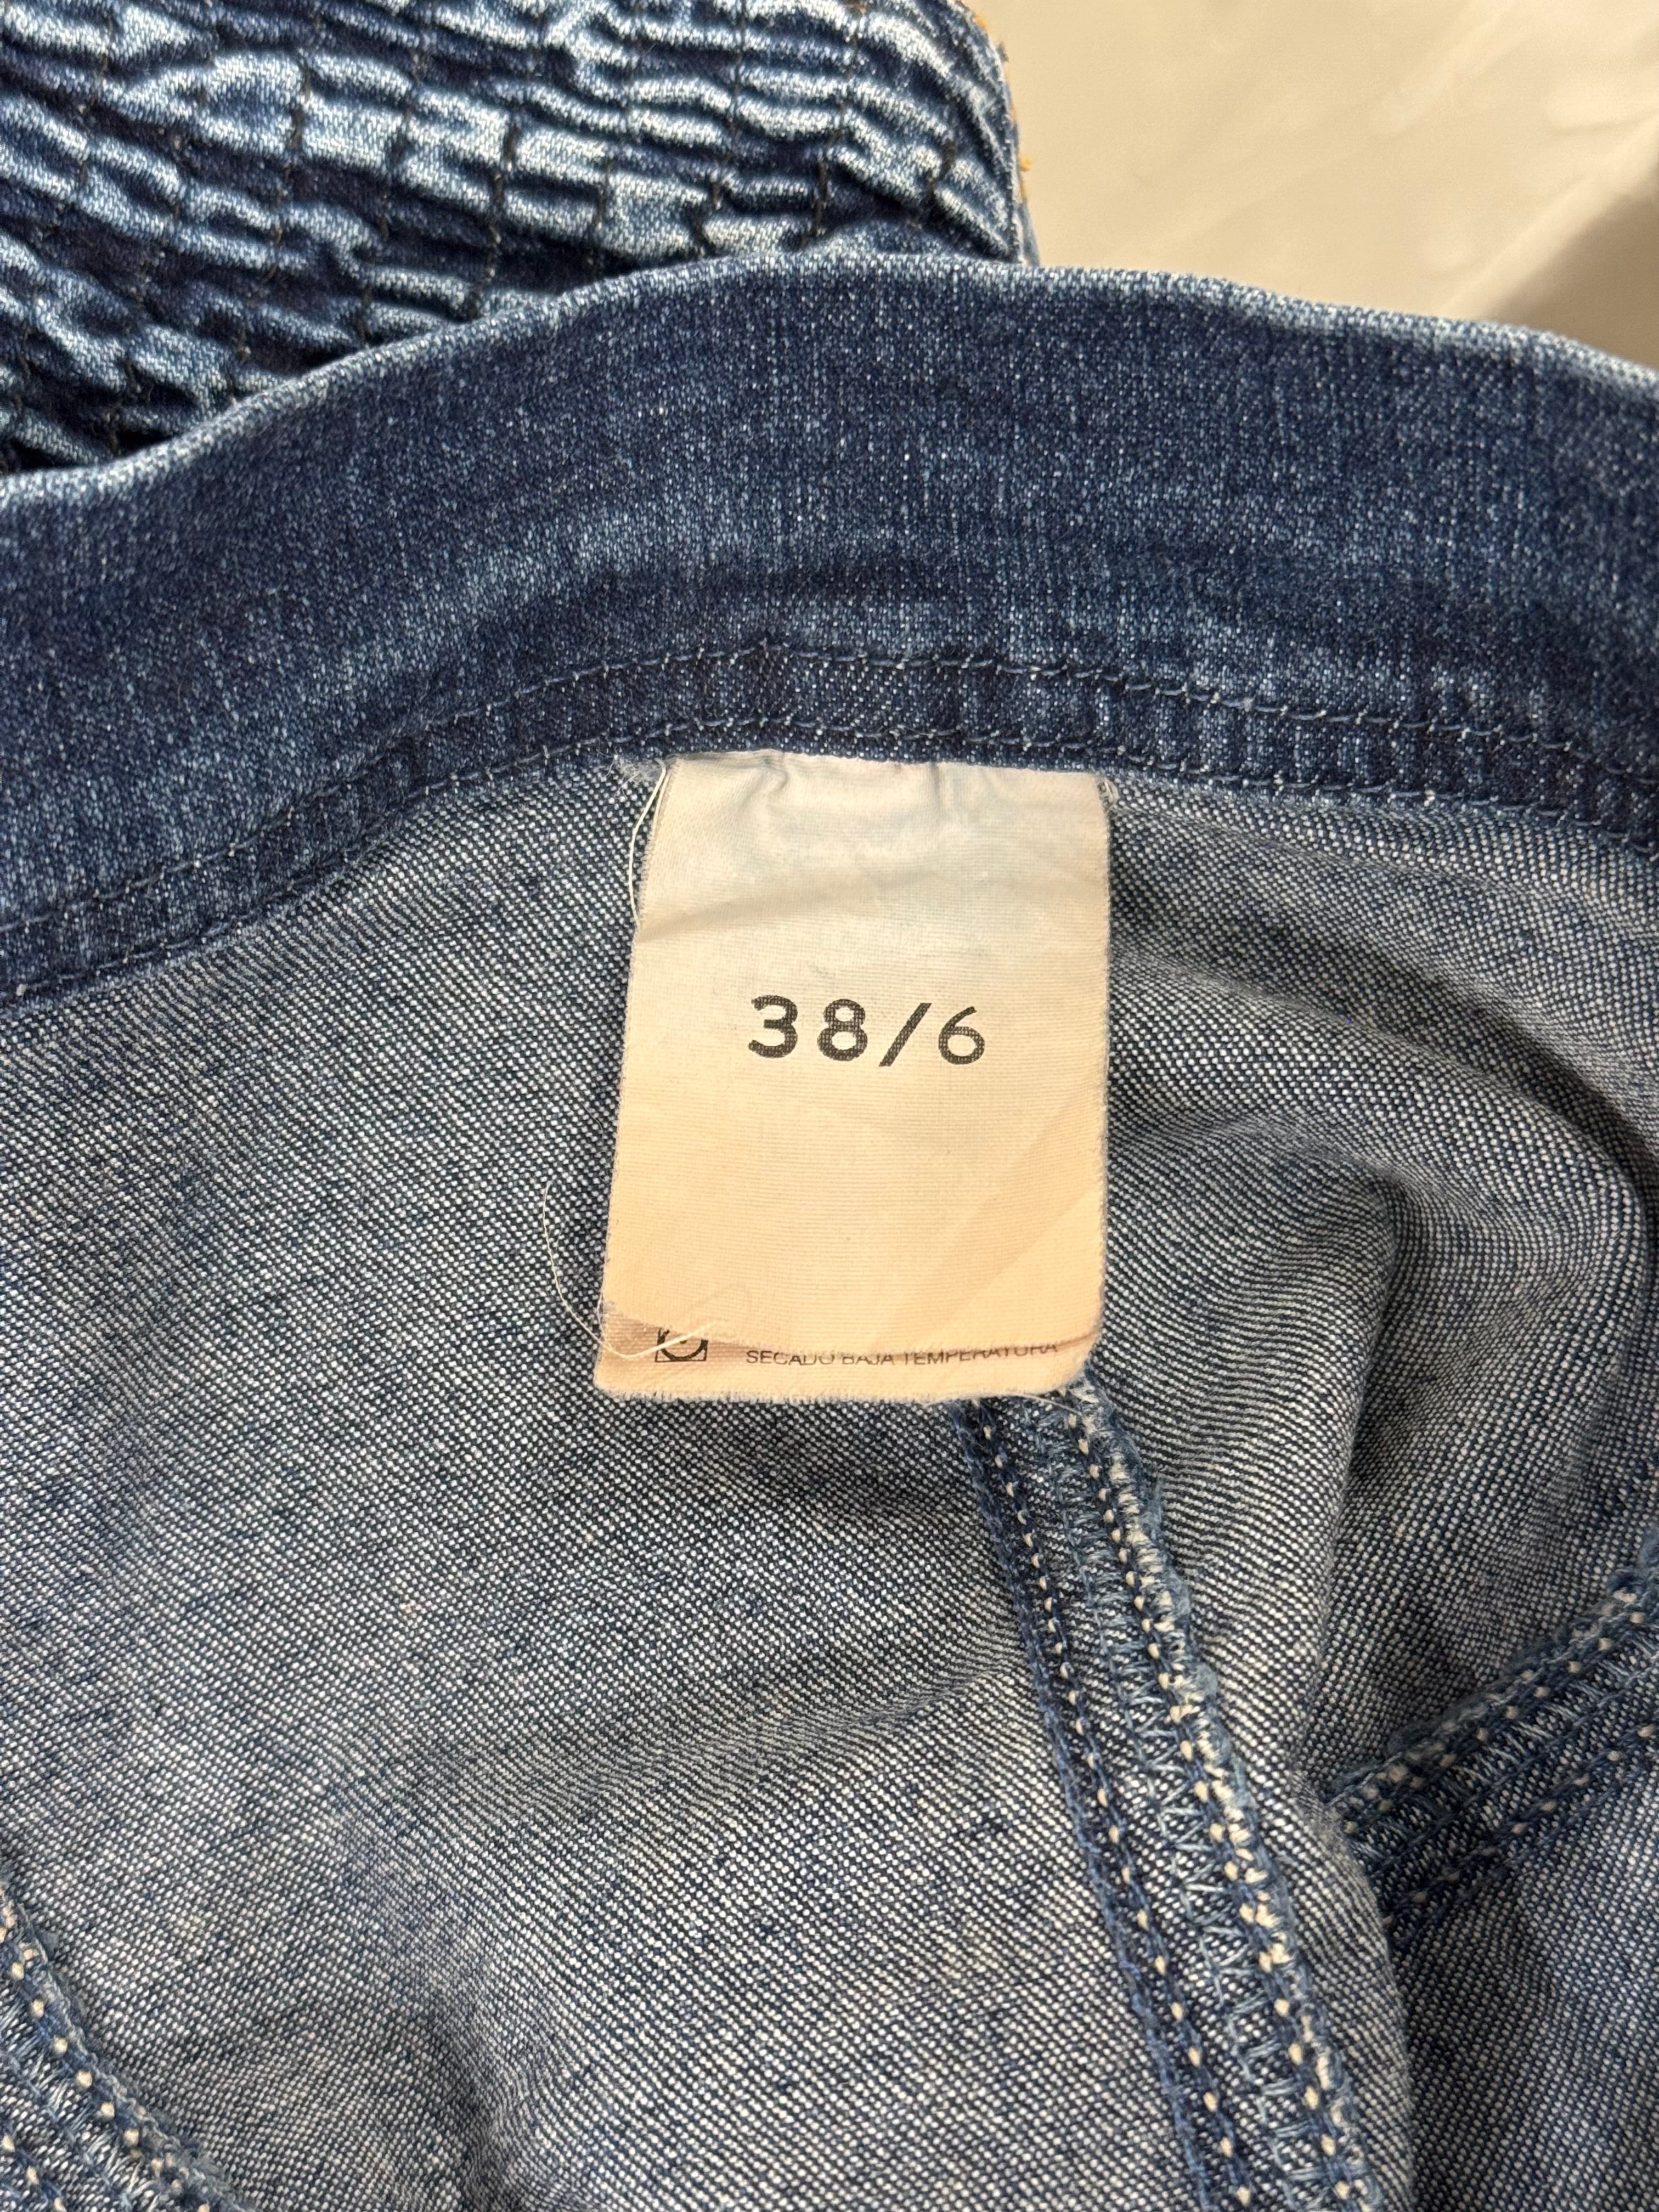 38/6
SECADO BAJA TEMPERATURA